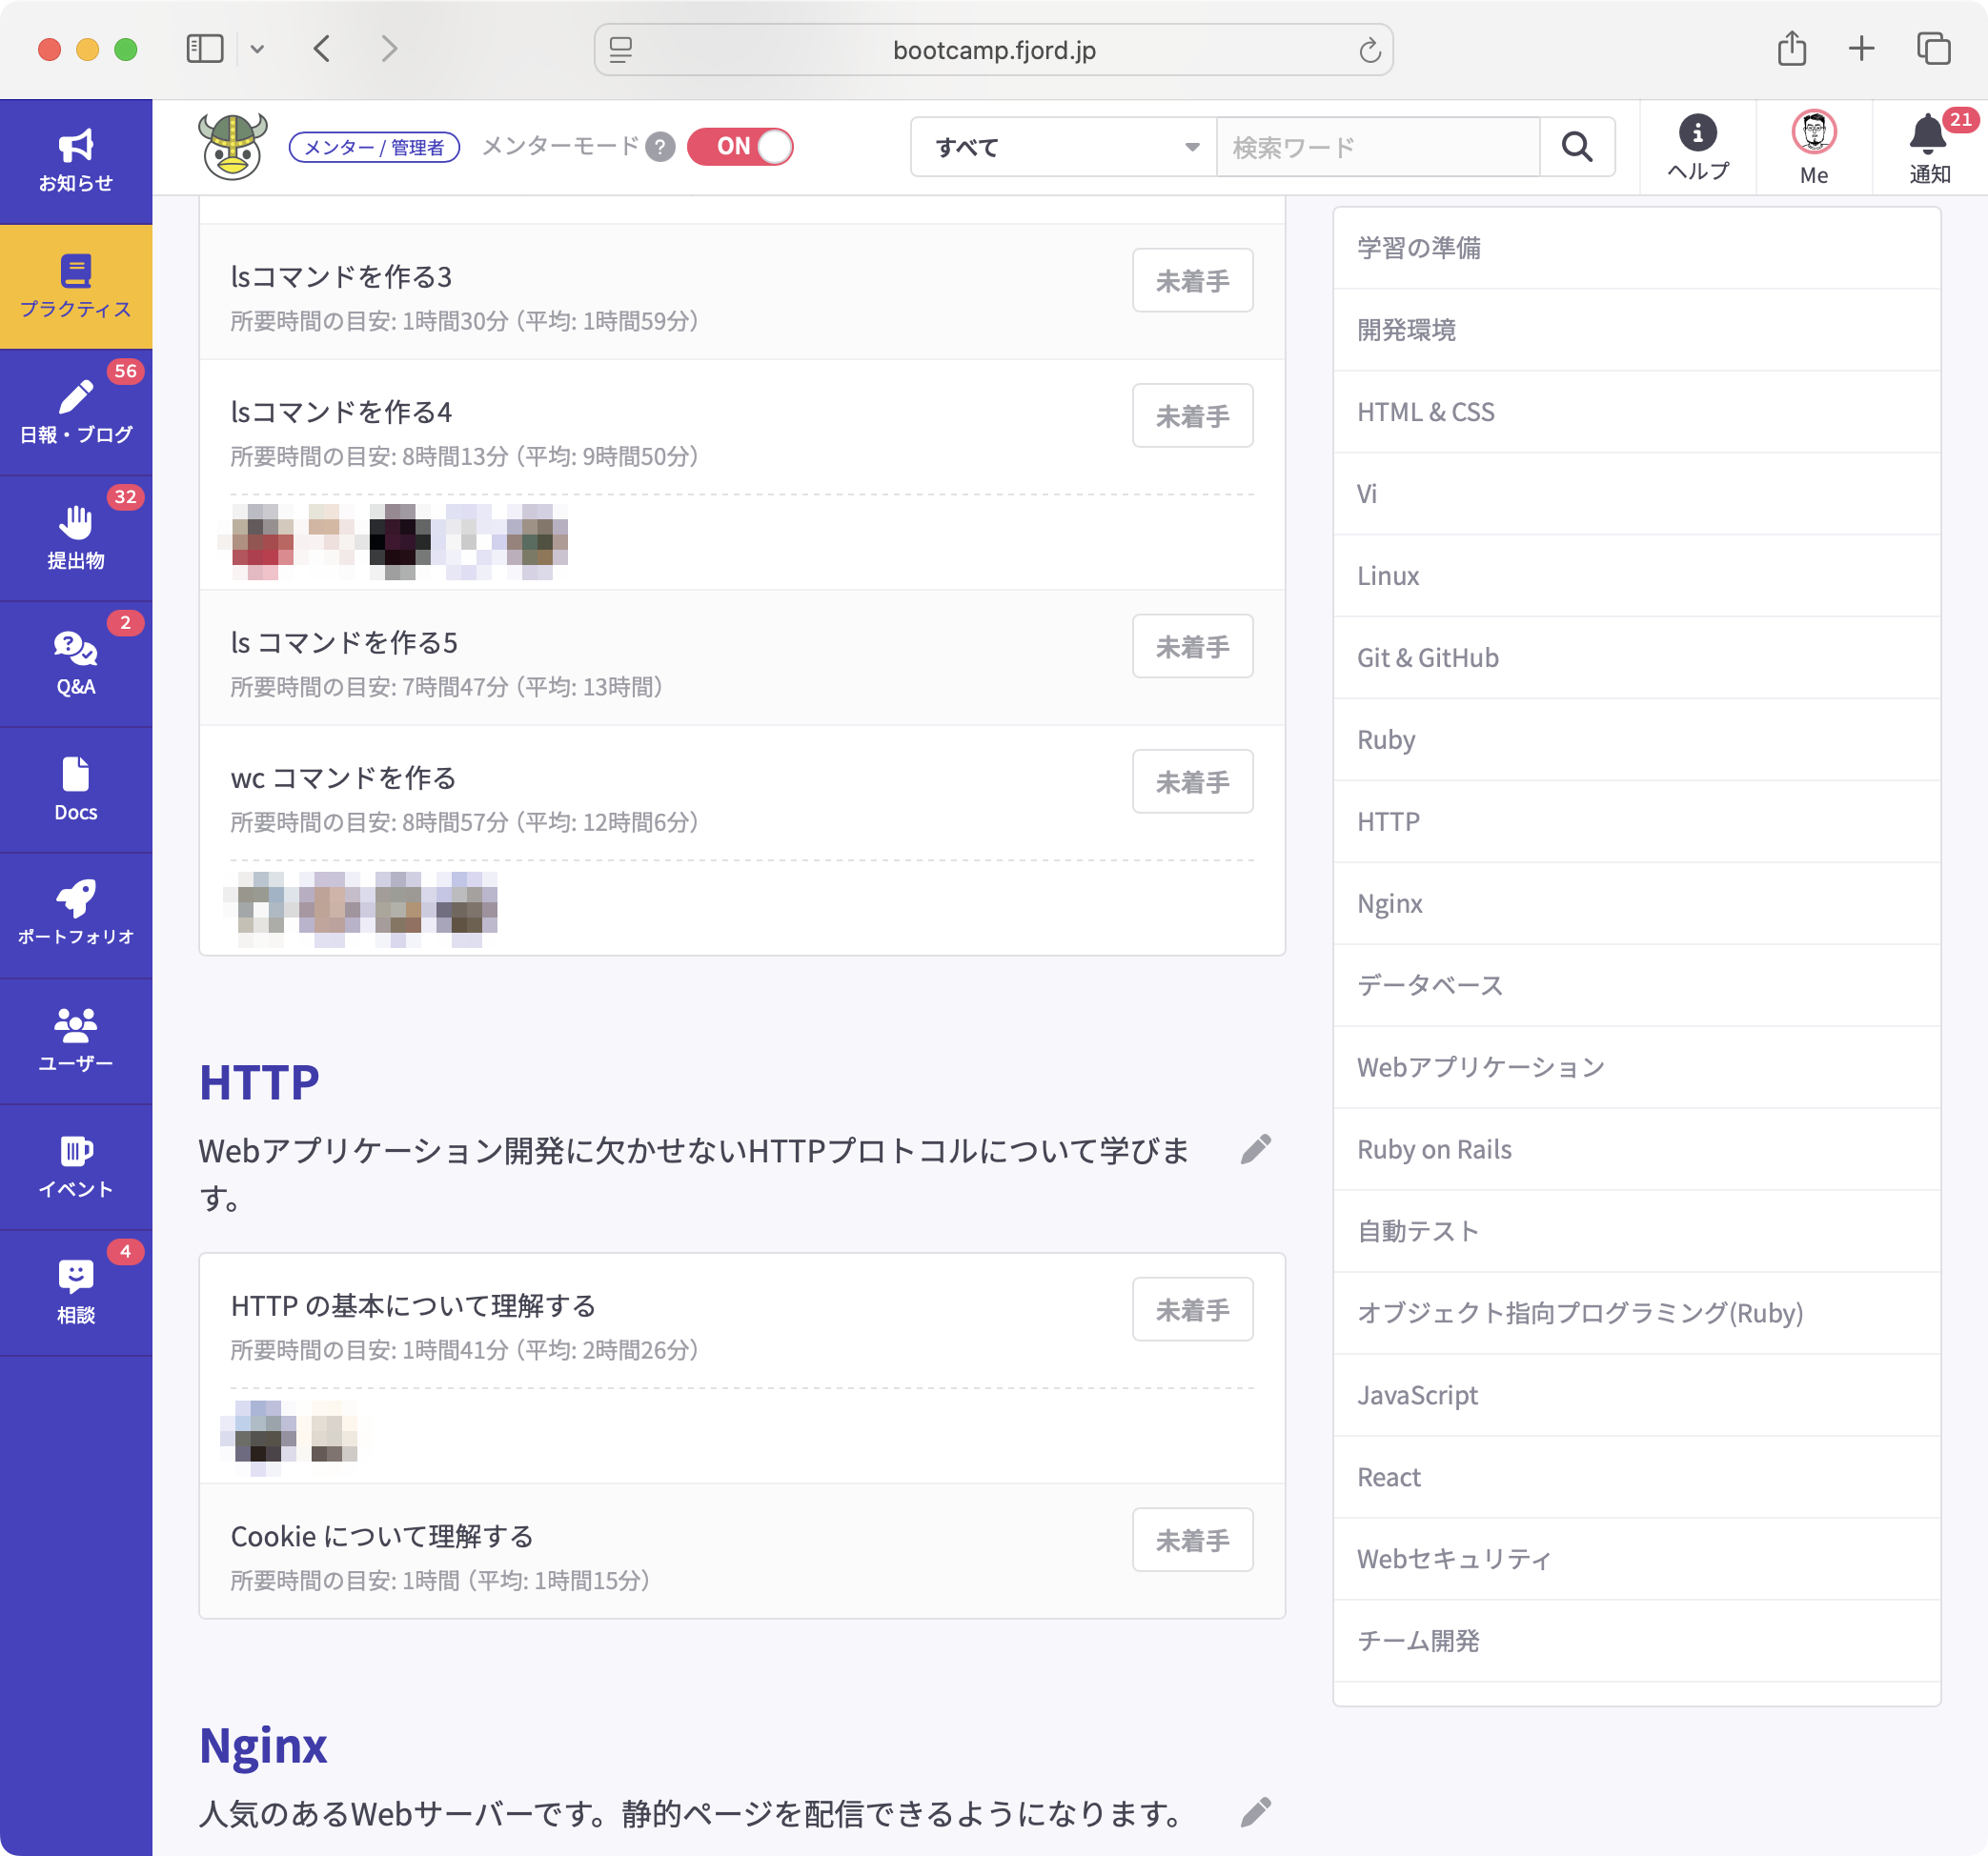 bootcamp.fjord.jp
メンター / 管理者
メンターモード
?
ON
すべて
検索ワード
ヘルプ
Me
21
通知
お知らせ
プラクティス
56
日報・ブログ
32
提出物
2
Q&A
Docs
ポートフォリオ
ユーザー
イベント
4
相談
lsコマンドを作る3
未着手
所要時間の目安: 1時間30分 (平均: 1時間59分)
lsコマンドを作る4
未着手
所要時間の目安: 8時間13分 (平均: 9時間50分)
ls コマンドを作る5
未着手
所要時間の目安: 7時間47分 (平均: 13時間)
wc コマンドを作る
未着手
所要時間の目安: 8時間57分 (平均: 12時間6分)
HTTP
Webアプリケーション開発に欠かせないHTTPプロトコルについて学びま
す。
HTTP の基本について理解する
未着手
所要時間の目安: 1時間41分 (平均: 2時間26分)
Cookie について理解する
未着手
所要時間の目安: 1時間 (平均: 1時間15分)
Nginx
人気のあるWebサーバーです。静的ページを配信できるようになります。
学習の準備
開発環境
HTML & CSS
Vi
Linux
Git & GitHub
Ruby
HTTP
Nginx
データベース
Webアプリケーション
Ruby on Rails
自動テスト
オブジェクト指向プログラミング(Ruby)
JavaScript
React
Webセキュリティ
チーム開発